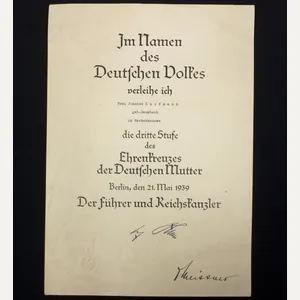 Im Namen
des
Deutschen Volkes
verleihe ich
die dritte Stufe
des
Ehrenkreuzes
der Deutschen Mutter
Berlin, den 21. Mai 1939
Der Führer und Reichskanzler